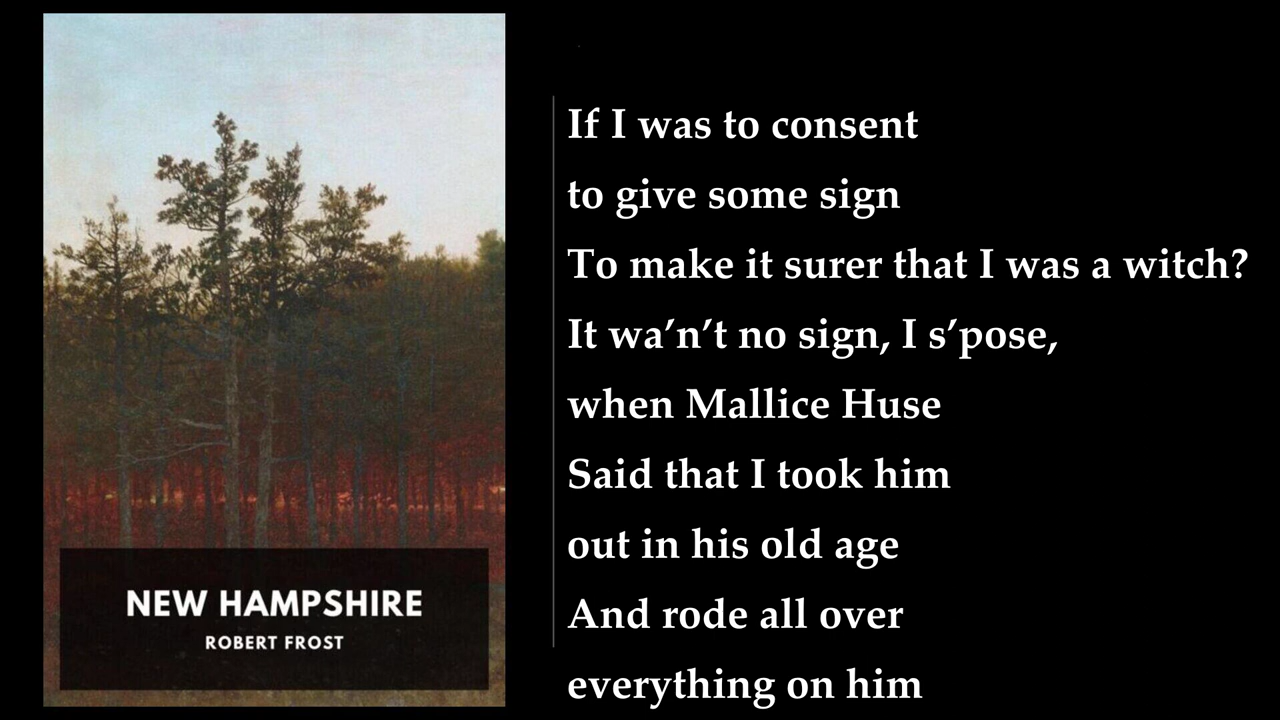 NEW HAMPSHIRE
ROBERT FROST
If I was to consent
to give some sign
To make it surer that I was a witch?
It wa’n’t no sign, I s’pose,
when Mallice Huse
Said that I took him
out in his old age
And rode all over
everything on him